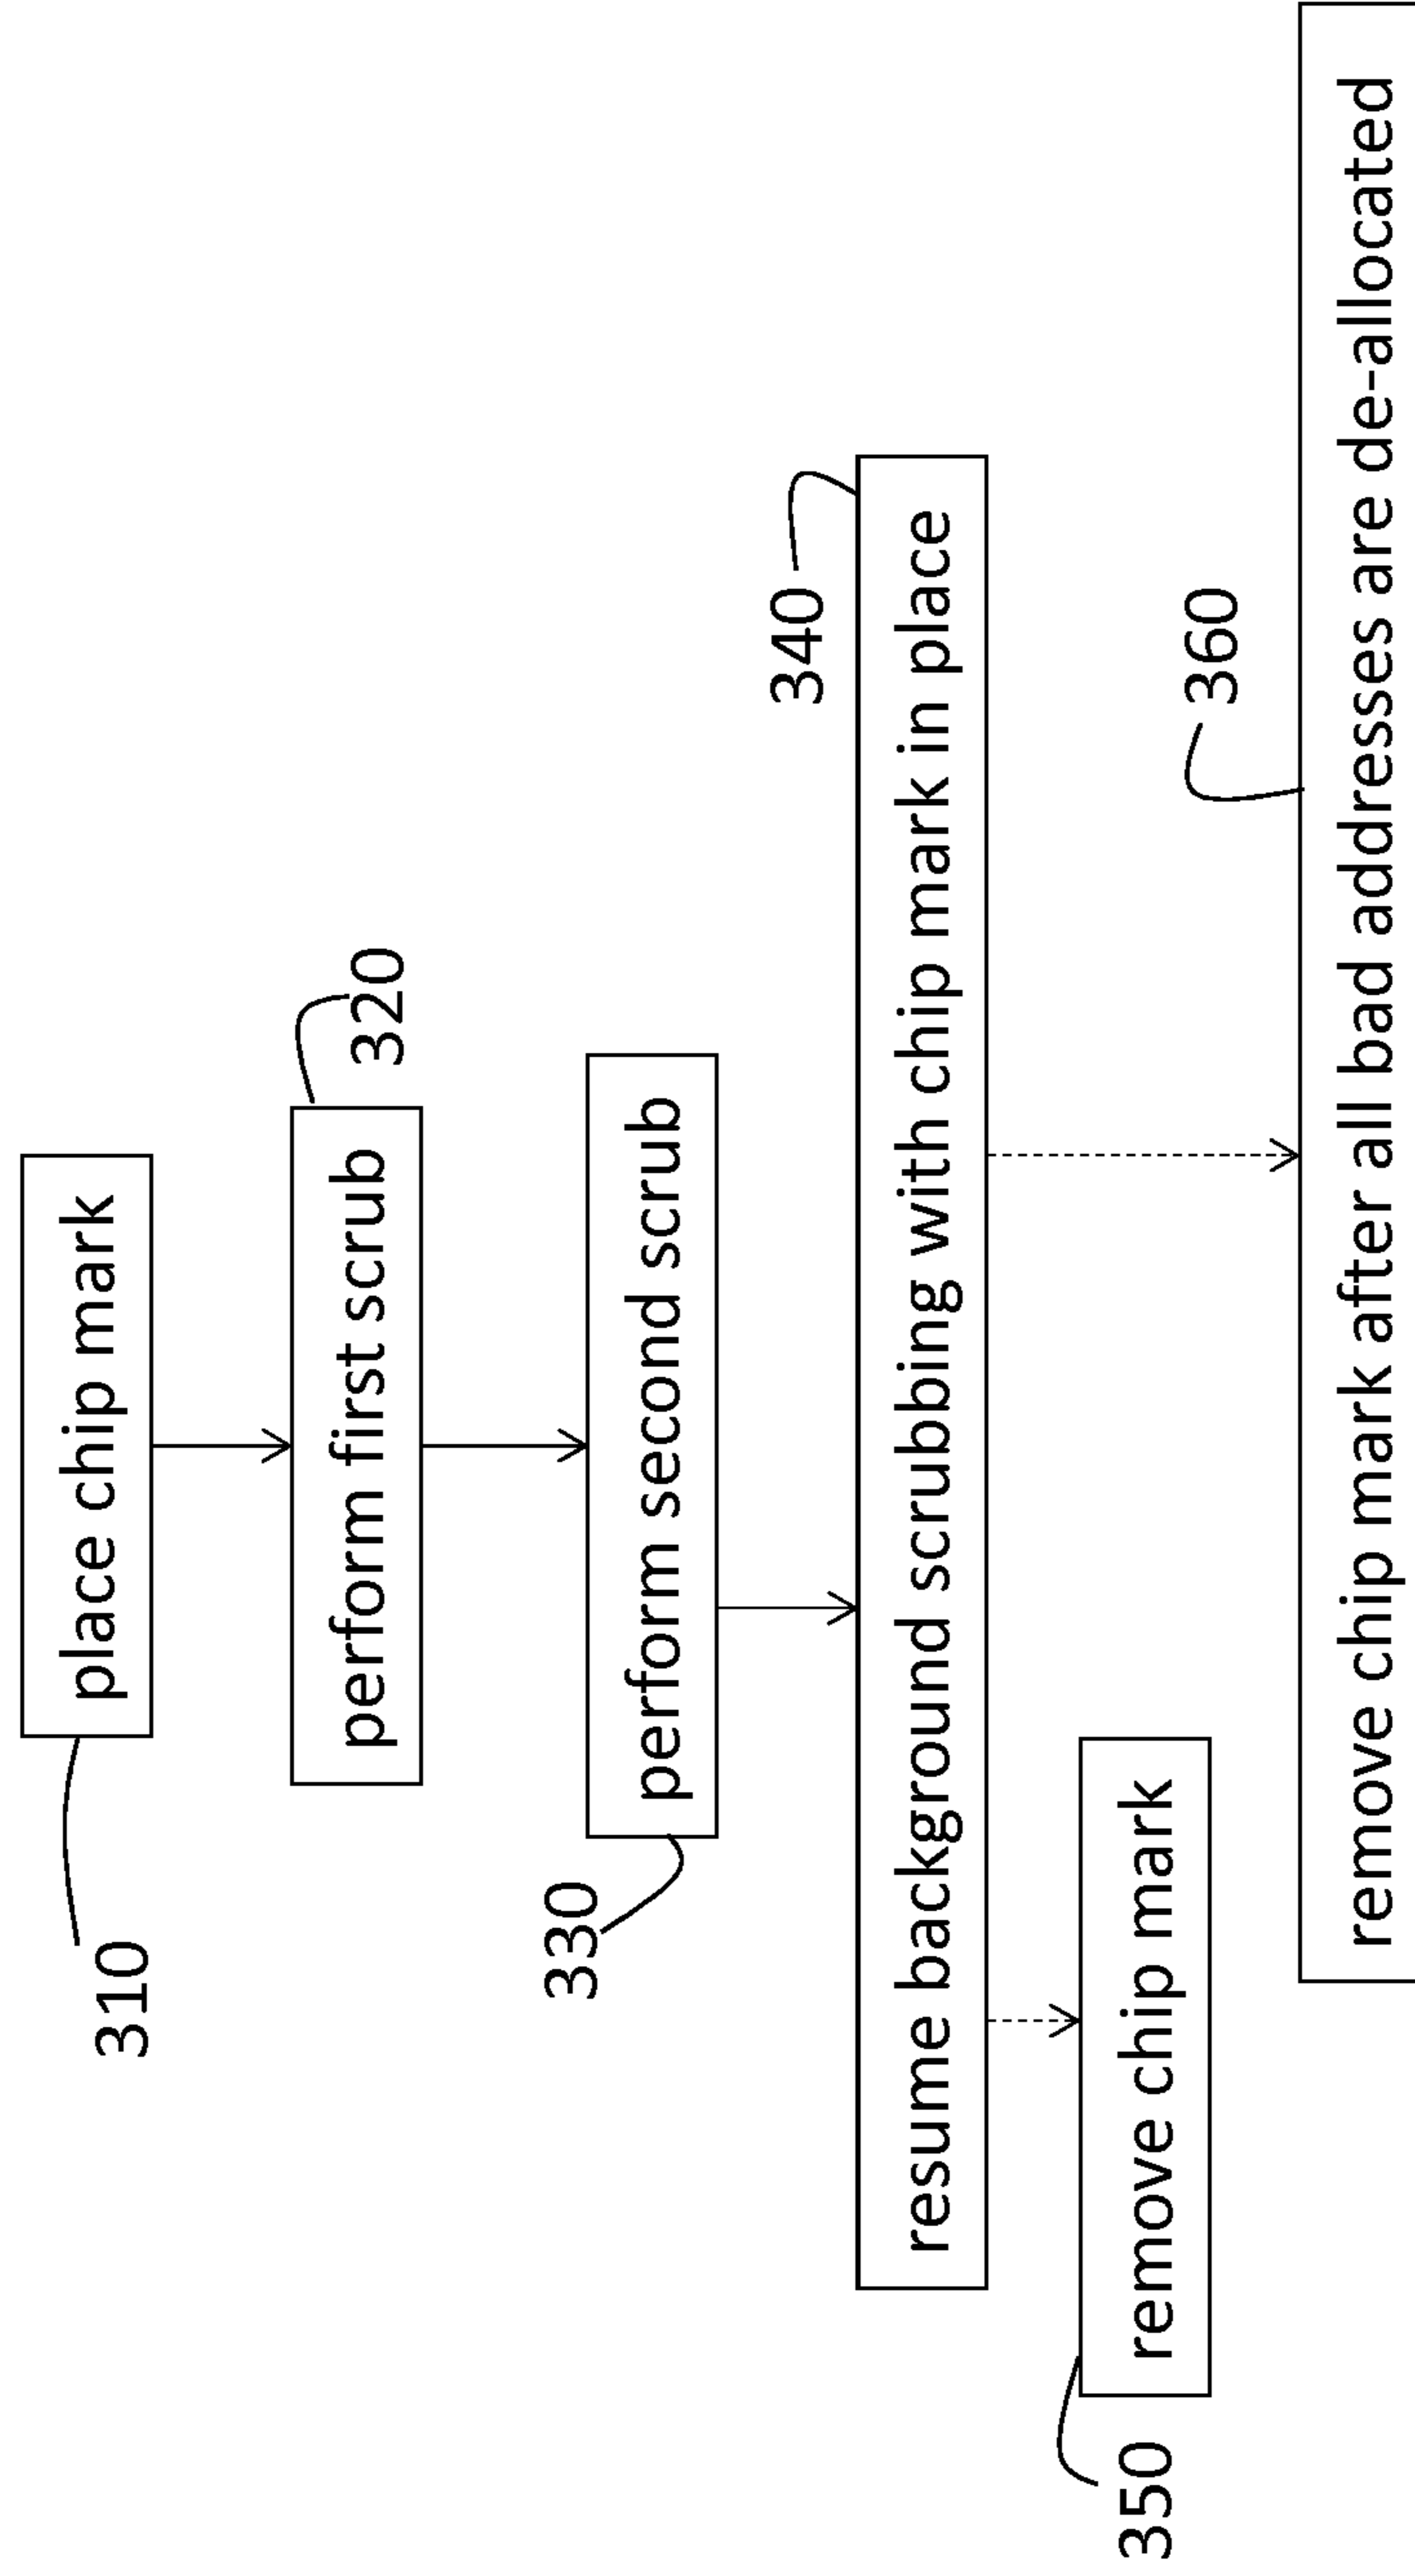 310
place chip mark
320
perform first scrub
330
perform second scrub
340
resume background scrubbing with chip mark in place
350
remove chip mark
360
remove chip mark after all bad addresses are de-allocated